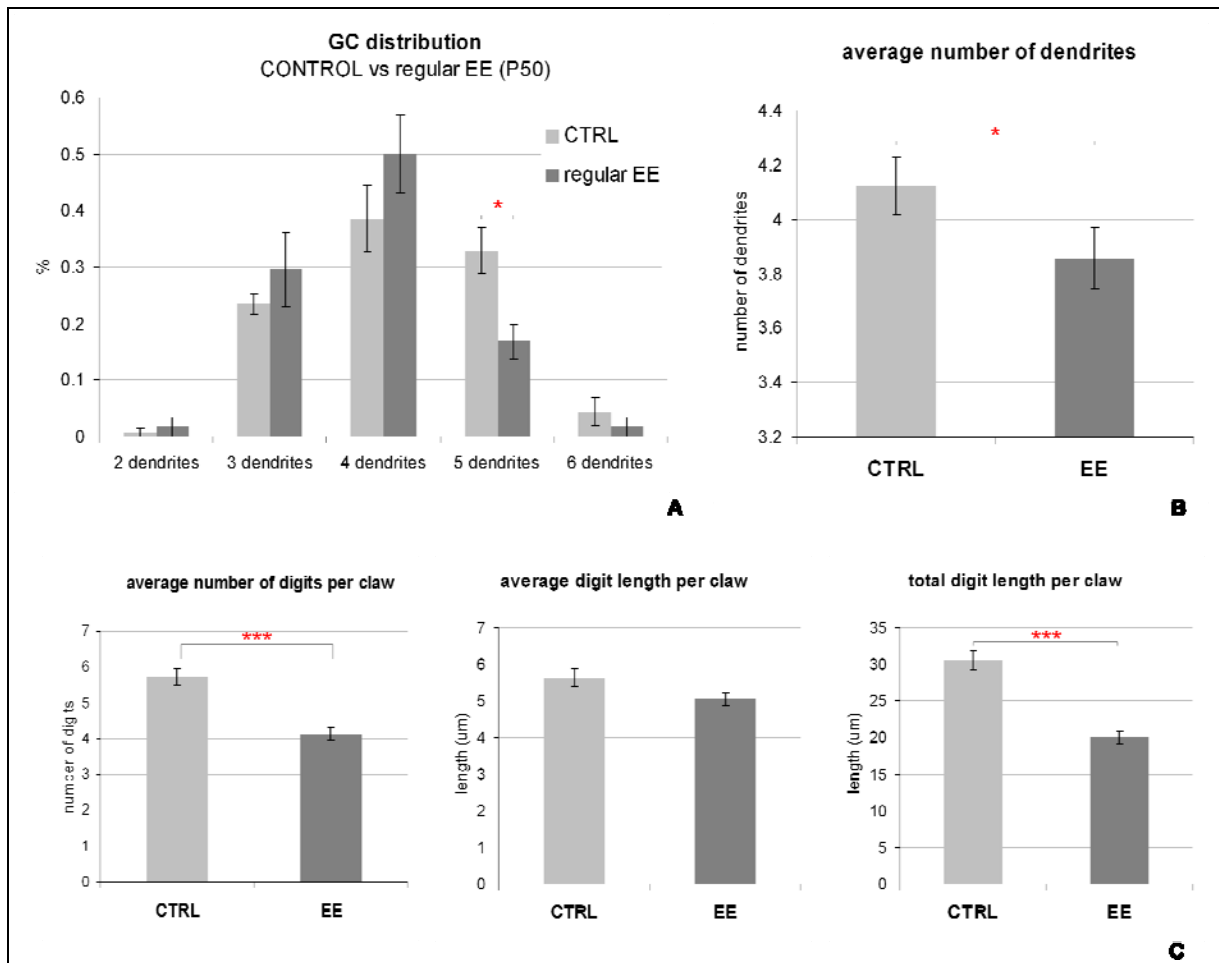 GC distribution
CONTROL vs regular EE (P50)
0.6
0.5
0.4
0.3
0.2
0.1
0
%
CTRL
regular EE
*
2 dendrites
3 dendrites
4 dendrites
5 dendrites
6 dendrites
A
average number of dendrites
4.4
4.2
4
3.8
3.6
3.4
3.2
number of dendrites
*
CTRL
EE
B
average number of digits per claw
7
6
5
4
3
2
1
0
number of digits
***
CTRL
EE
average digit length per claw
7
6
5
4
3
2
1
0
length (um)
CTRL
EE
total digit length per claw
35
30
25
20
15
10
5
0
length (um)
***
CTRL
EE
C